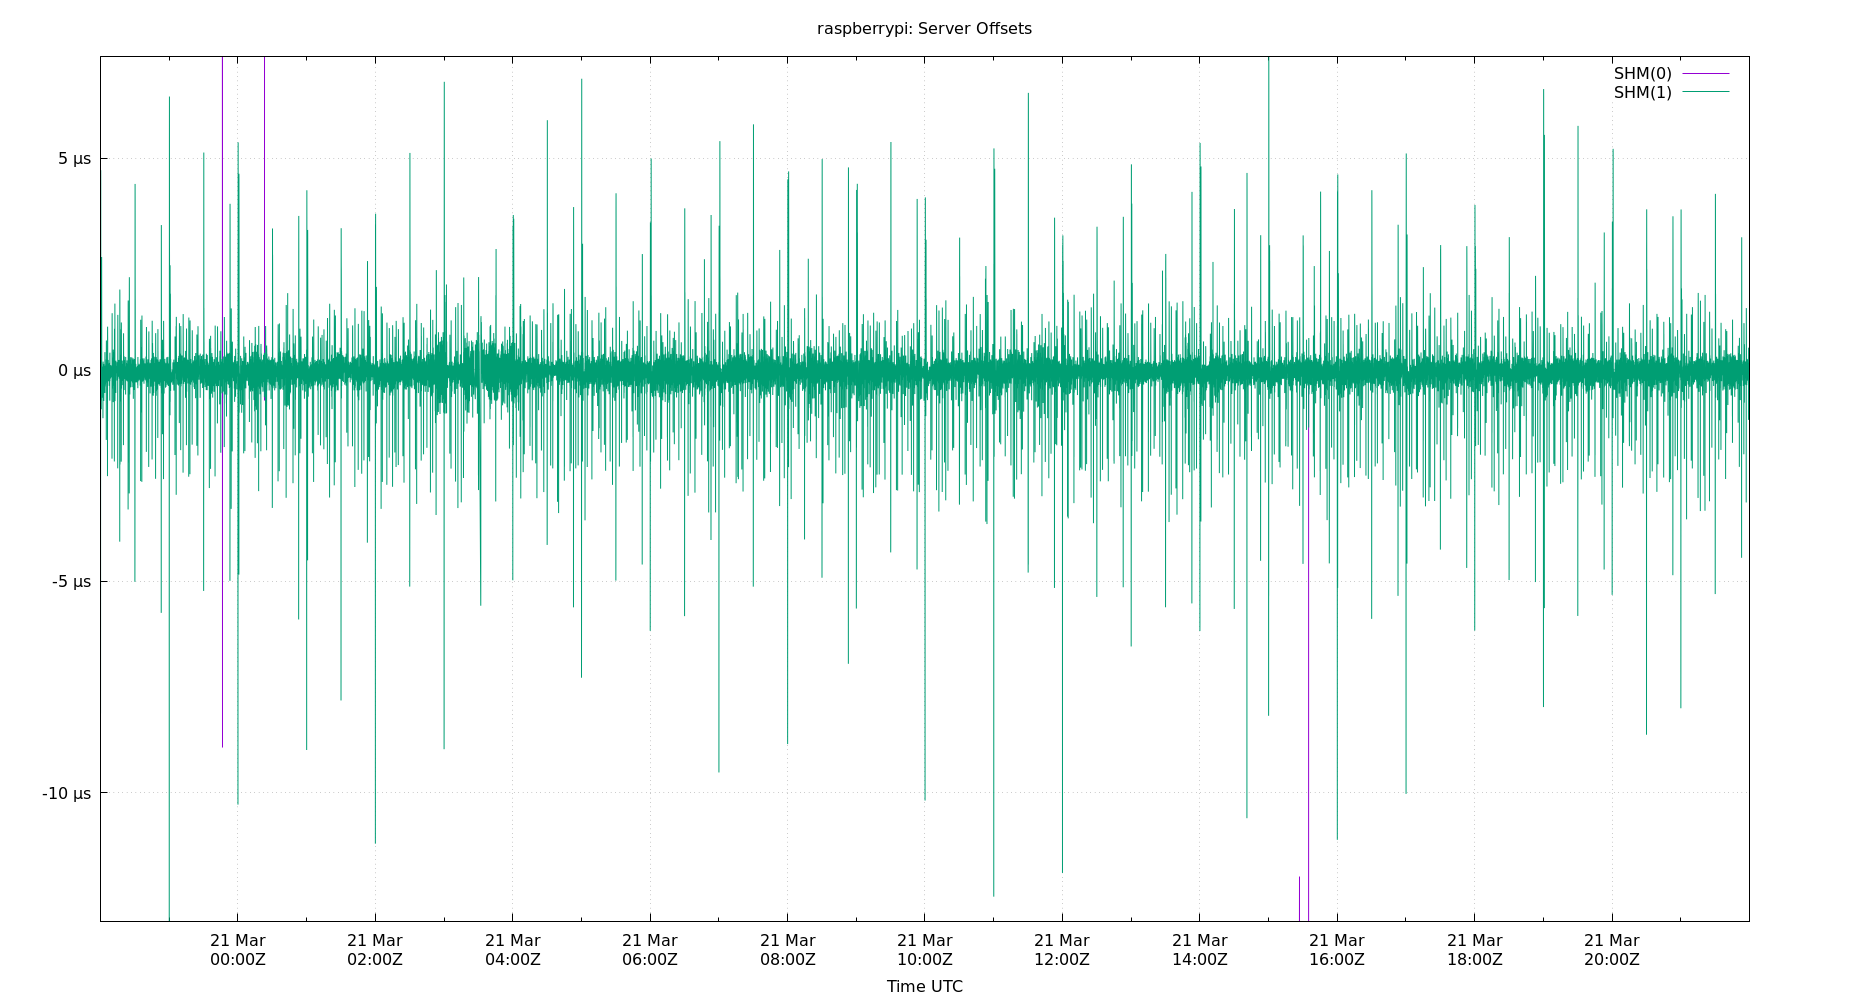 raspberrypi: Server Offsets
SHM(0)
SHM(1)
5 µs
0 µs
-5 µs
-10 µs
21 Mar 21 Mar 21 Mar 21 Mar 21 Mar 21 Mar 21 Mar 21 Mar 21 Mar 21 Mar 21 Mar
00:00Z 02:00Z 04:00Z 06:00Z 08:00Z 10:00Z 12:00Z 14:00Z 16:00Z 18:00Z 20:00Z
Time UTC